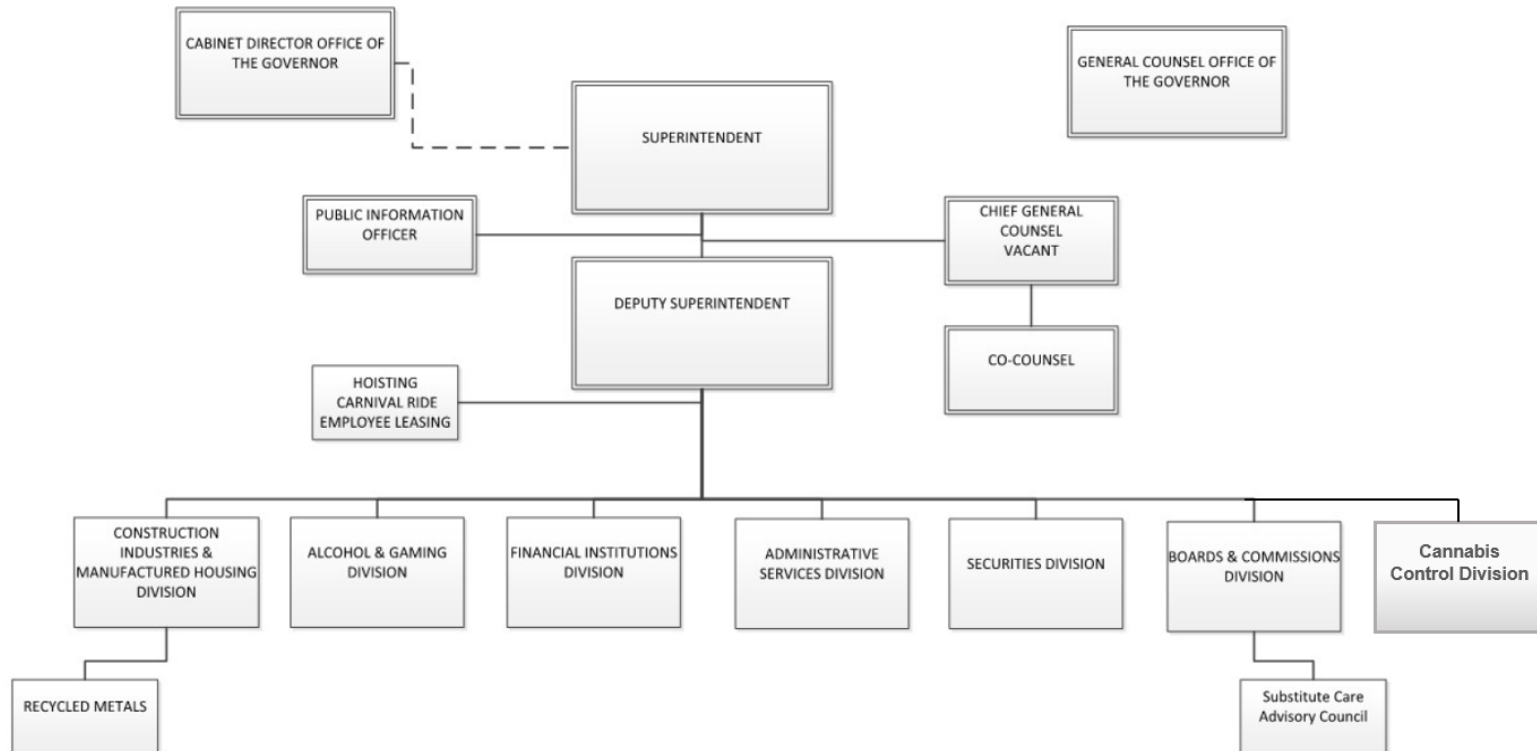 CABINET DIRECTOR OFFICE OF
THE GOVERNOR
GENERAL COUNSEL OFFICE OF
THE GOVERNOR
SUPERINTENDENT
PUBLIC INFORMATION
OFFICER
CHIEF GENERAL
COUNSEL
VACANT
DEPUTY SUPERINTENDENT
CO-COUNSEL
HOISTING
CARNIVAL RIDE
EMPLOYEE LEASING
CONSTRUCTION
INDUSTRIES &
MANUFACTURED HOUSING
DIVISION
ALCOHOL & GAMING
DIVISION
FINANCIAL INSTITUTIONS
DIVISION
ADMINISTRATIVE
SERVICES DIVISION
SECURITIES DIVISION
BOARDS & COMMISSIONS
DIVISION
Cannabis
Control Division
RECYCLED METALS
Substitute Care
Advisory Council